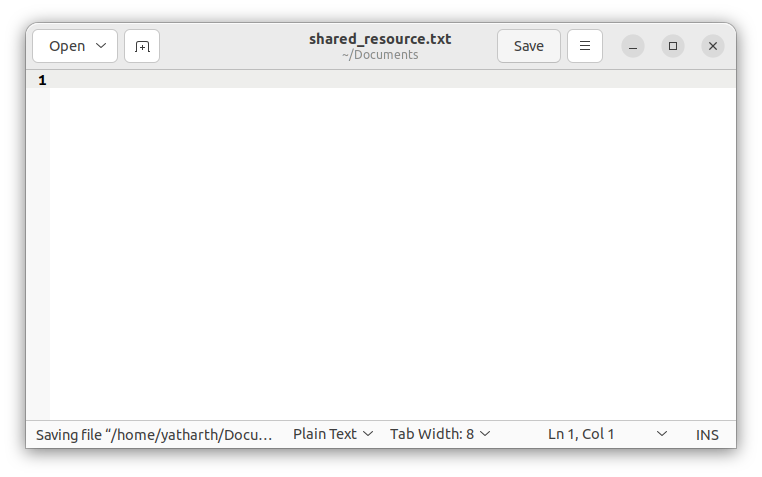 Open
shared_resource.txt
~/Documents
Save
1
Saving file “/home/yatharth/Docu… Plain Text Tab Width: 8 Ln 1, Col 1 INS